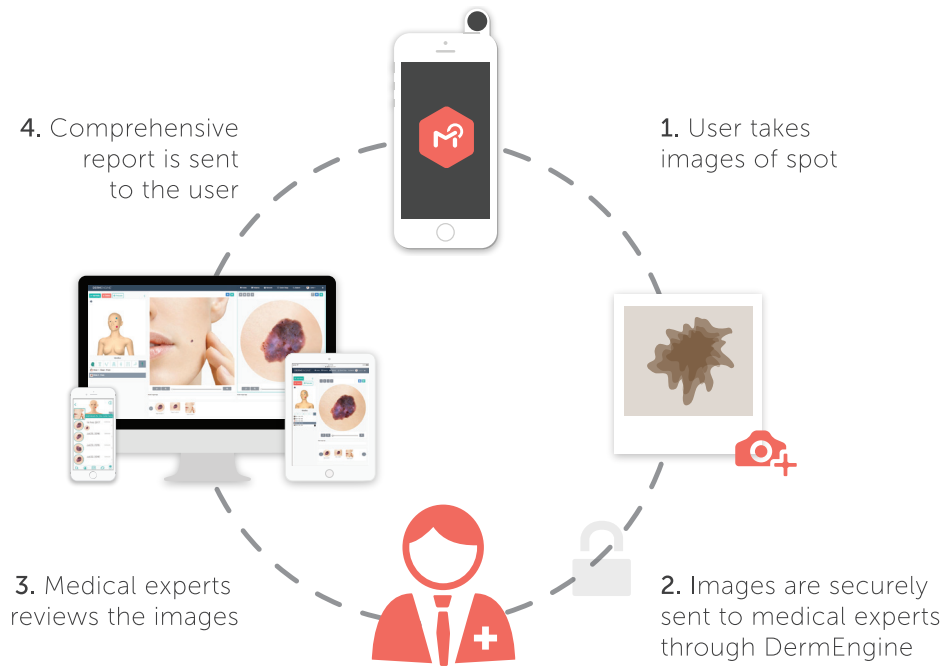 1. User takes
images of spot
2. Images are securely
sent to medical experts
through DermEngine
3. Medical experts
reviews the images
4. Comprehensive
report is sent
to the user